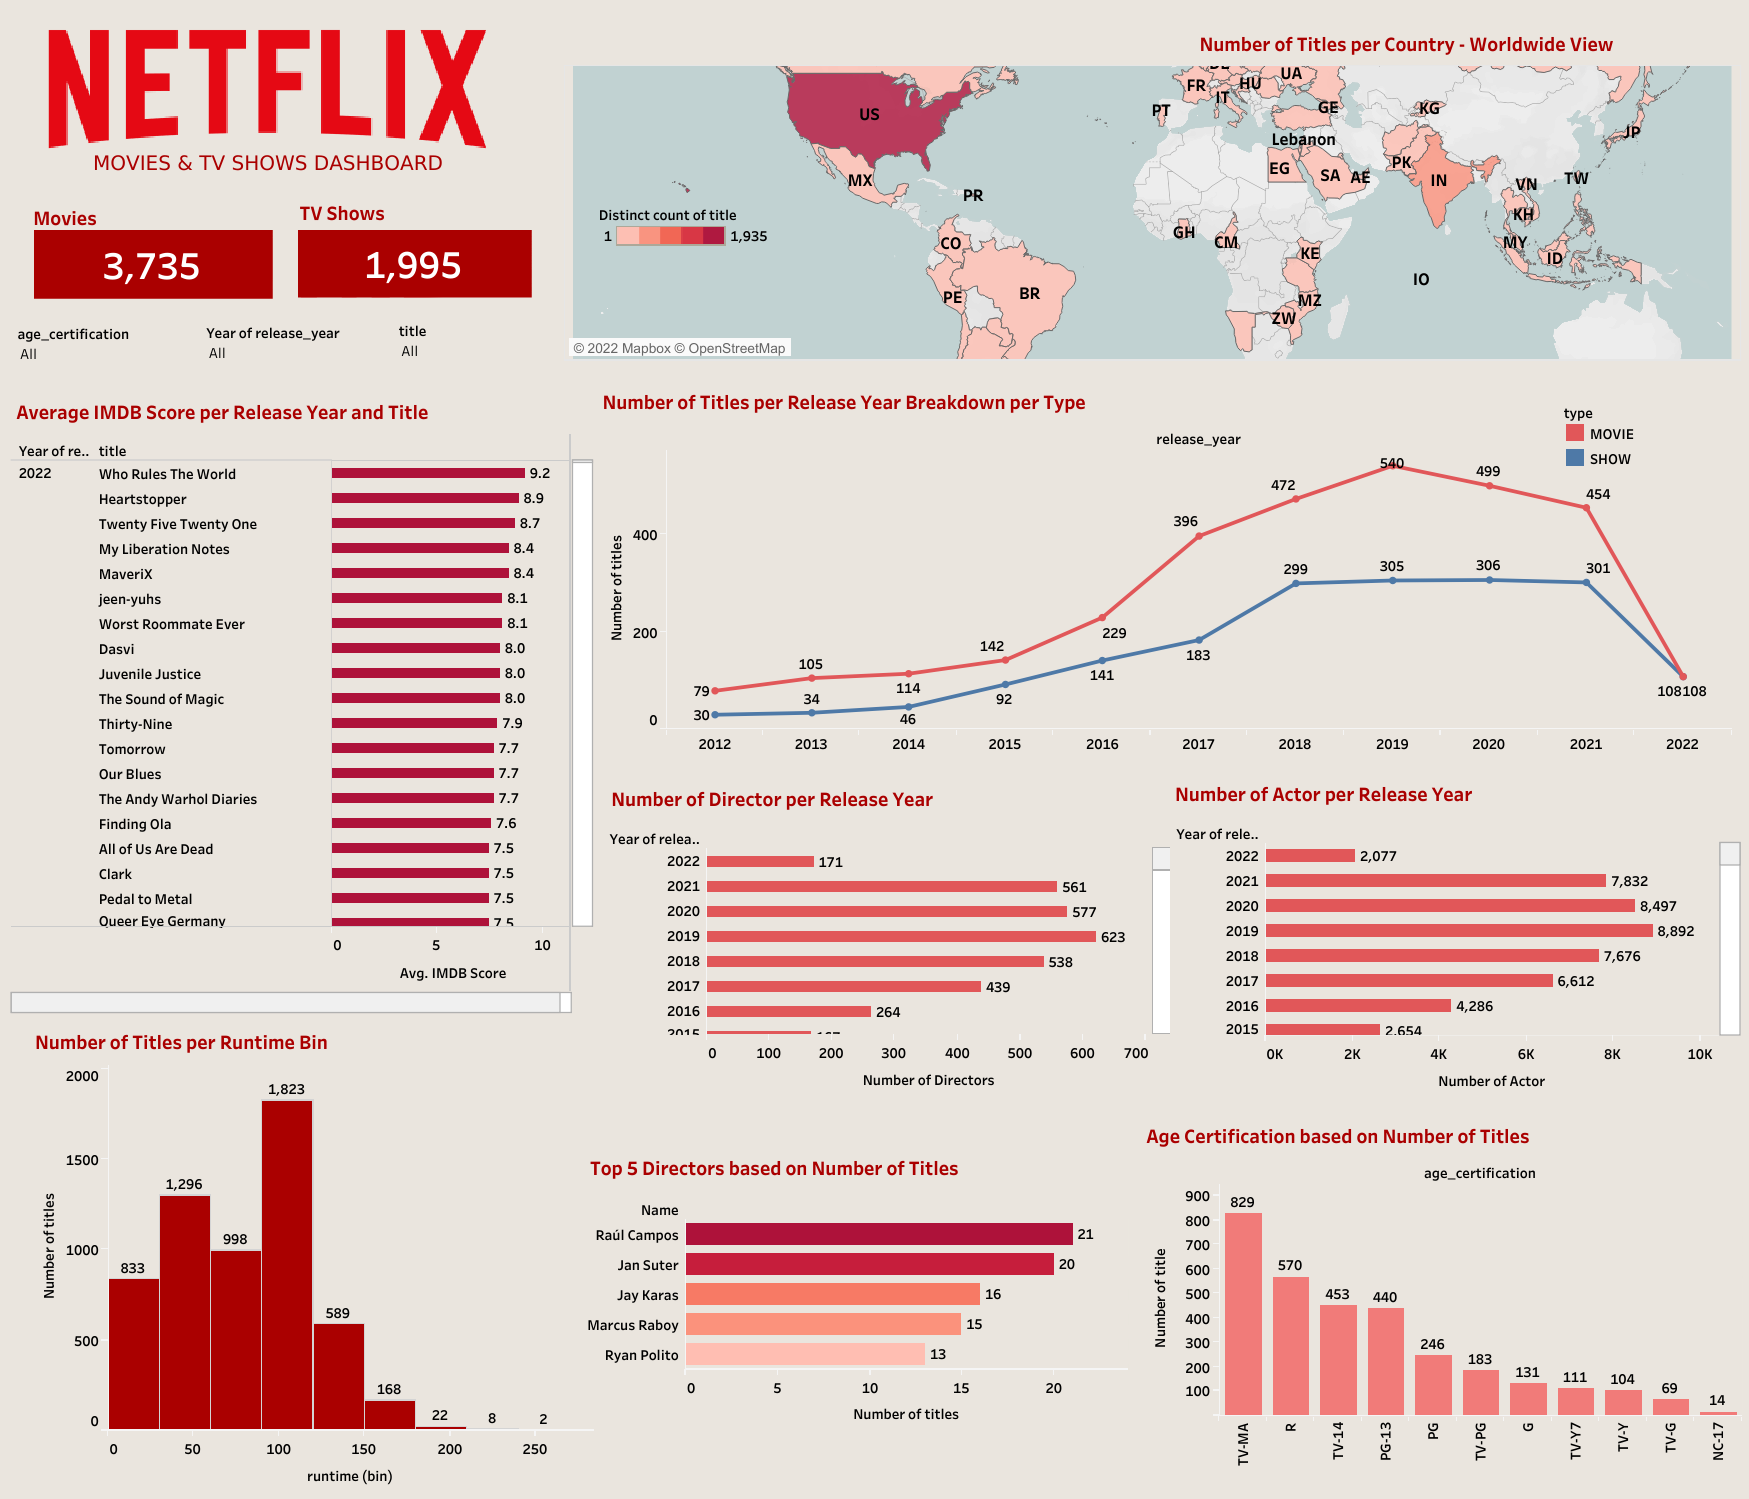 NETFLIX
MOVIES & TV SHOWS DASHBOARD
Movies
3,735
TV Shows
1,995
age_certification
All
Year of release_year
All
title
All
Number of Titles per Country - Worldwide View
US
MX
PR
CO
PE
BR
PT
FR
IT
HU
UA
GE
Lebanon
EG
SA
AE
GH
CM
KE
MZ
ZW
KG
PK
IN
IO
VN
KH
MY
ID
TW
JP
Distinct count of title
1 1,935
© 2022 Mapbox © OpenStreetMap
Average IMDB Score per Release Year and Title
Year of re.. title
2022 Who Rules The World 9.2
Heartstopper 8.9
Twenty Five Twenty One 8.7
My Liberation Notes 8.4
MaveriX 8.4
jeen-yuhs 8.1
Worst Roommate Ever 8.1
Dasvi 8.0
Juvenile Justice 8.0
The Sound of Magic 8.0
Thirty-Nine 7.9
Tomorrow 7.7
Our Blues 7.7
The Andy Warhol Diaries 7.7
Finding Ola 7.6
All of Us Are Dead 7.5
Clark 7.5
Pedal to Metal 7.5
Queer Eye Germany 7.5
0 5 10
Avg. IMDB Score
Number of Titles per Release Year Breakdown per Type
release_year
type
MOVIE
SHOW
Number of titles
400
200
0
79 105 114 142 229 396 472 540 499 454 108
30 34 46 92 141 183 299 305 306 301 108
2012 2013 2014 2015 2016 2017 2018 2019 2020 2021 2022
Number of Director per Release Year
Year of relea..
2022 171
2021 561
2020 577
2019 623
2018 538
2017 439
2016 264
2015
0 100 200 300 400 500 600 700
Number of Directors
Number of Actor per Release Year
Year of rele..
2022 2,077
2021 7,832
2020 8,497
2019 8,892
2018 7,676
2017 6,612
2016 4,286
2015 2,654
0K 2K 4K 6K 8K 10K
Number of Actor
Number of Titles per Runtime Bin
Number of titles
2000
1500
1000
500
0
833 1,296 998 1,823 589 168 22 8 2
0 50 100 150 200 250
runtime (bin)
Top 5 Directors based on Number of Titles
Name
Raúl Campos 21
Jan Suter 20
Jay Karas 16
Marcus Raboy 15
Ryan Polito 13
0 5 10 15 20
Number of titles
Age Certification based on Number of Titles
age_certification
Number of title
900
800
700
600
500
400
300
200
100
829 570 453 440 246 183 131 111 104 69 14
TV-MA R TV-14 PG-13 PG TV-PG G TV-Y7 TV-Y TV-G NC-17